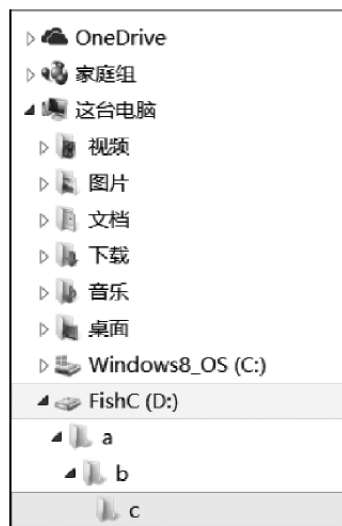 OneDrive
家庭组
这台电脑
视频
图片
文档
下载
音乐
桌面
Windows8_OS (C:)
FishC (D:)
a
b
c